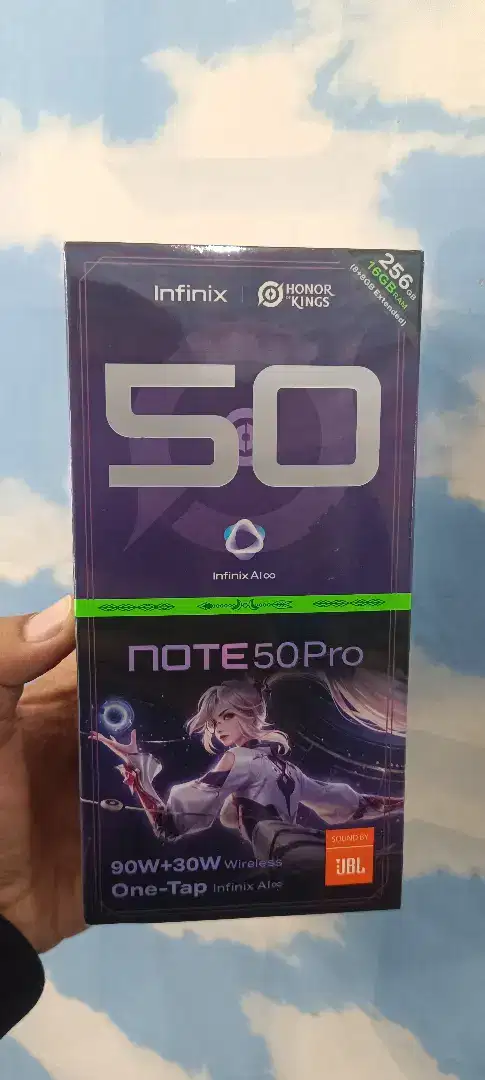 Infinix
HONOR
OF
KINGS
256GB
16GB RAM
(8+8GB Extended)
50
Infinix AI∞
NOTE 50 Pro
90W+30W Wireless
One-Tap Infinix AI∞
SOUND BY
JBL